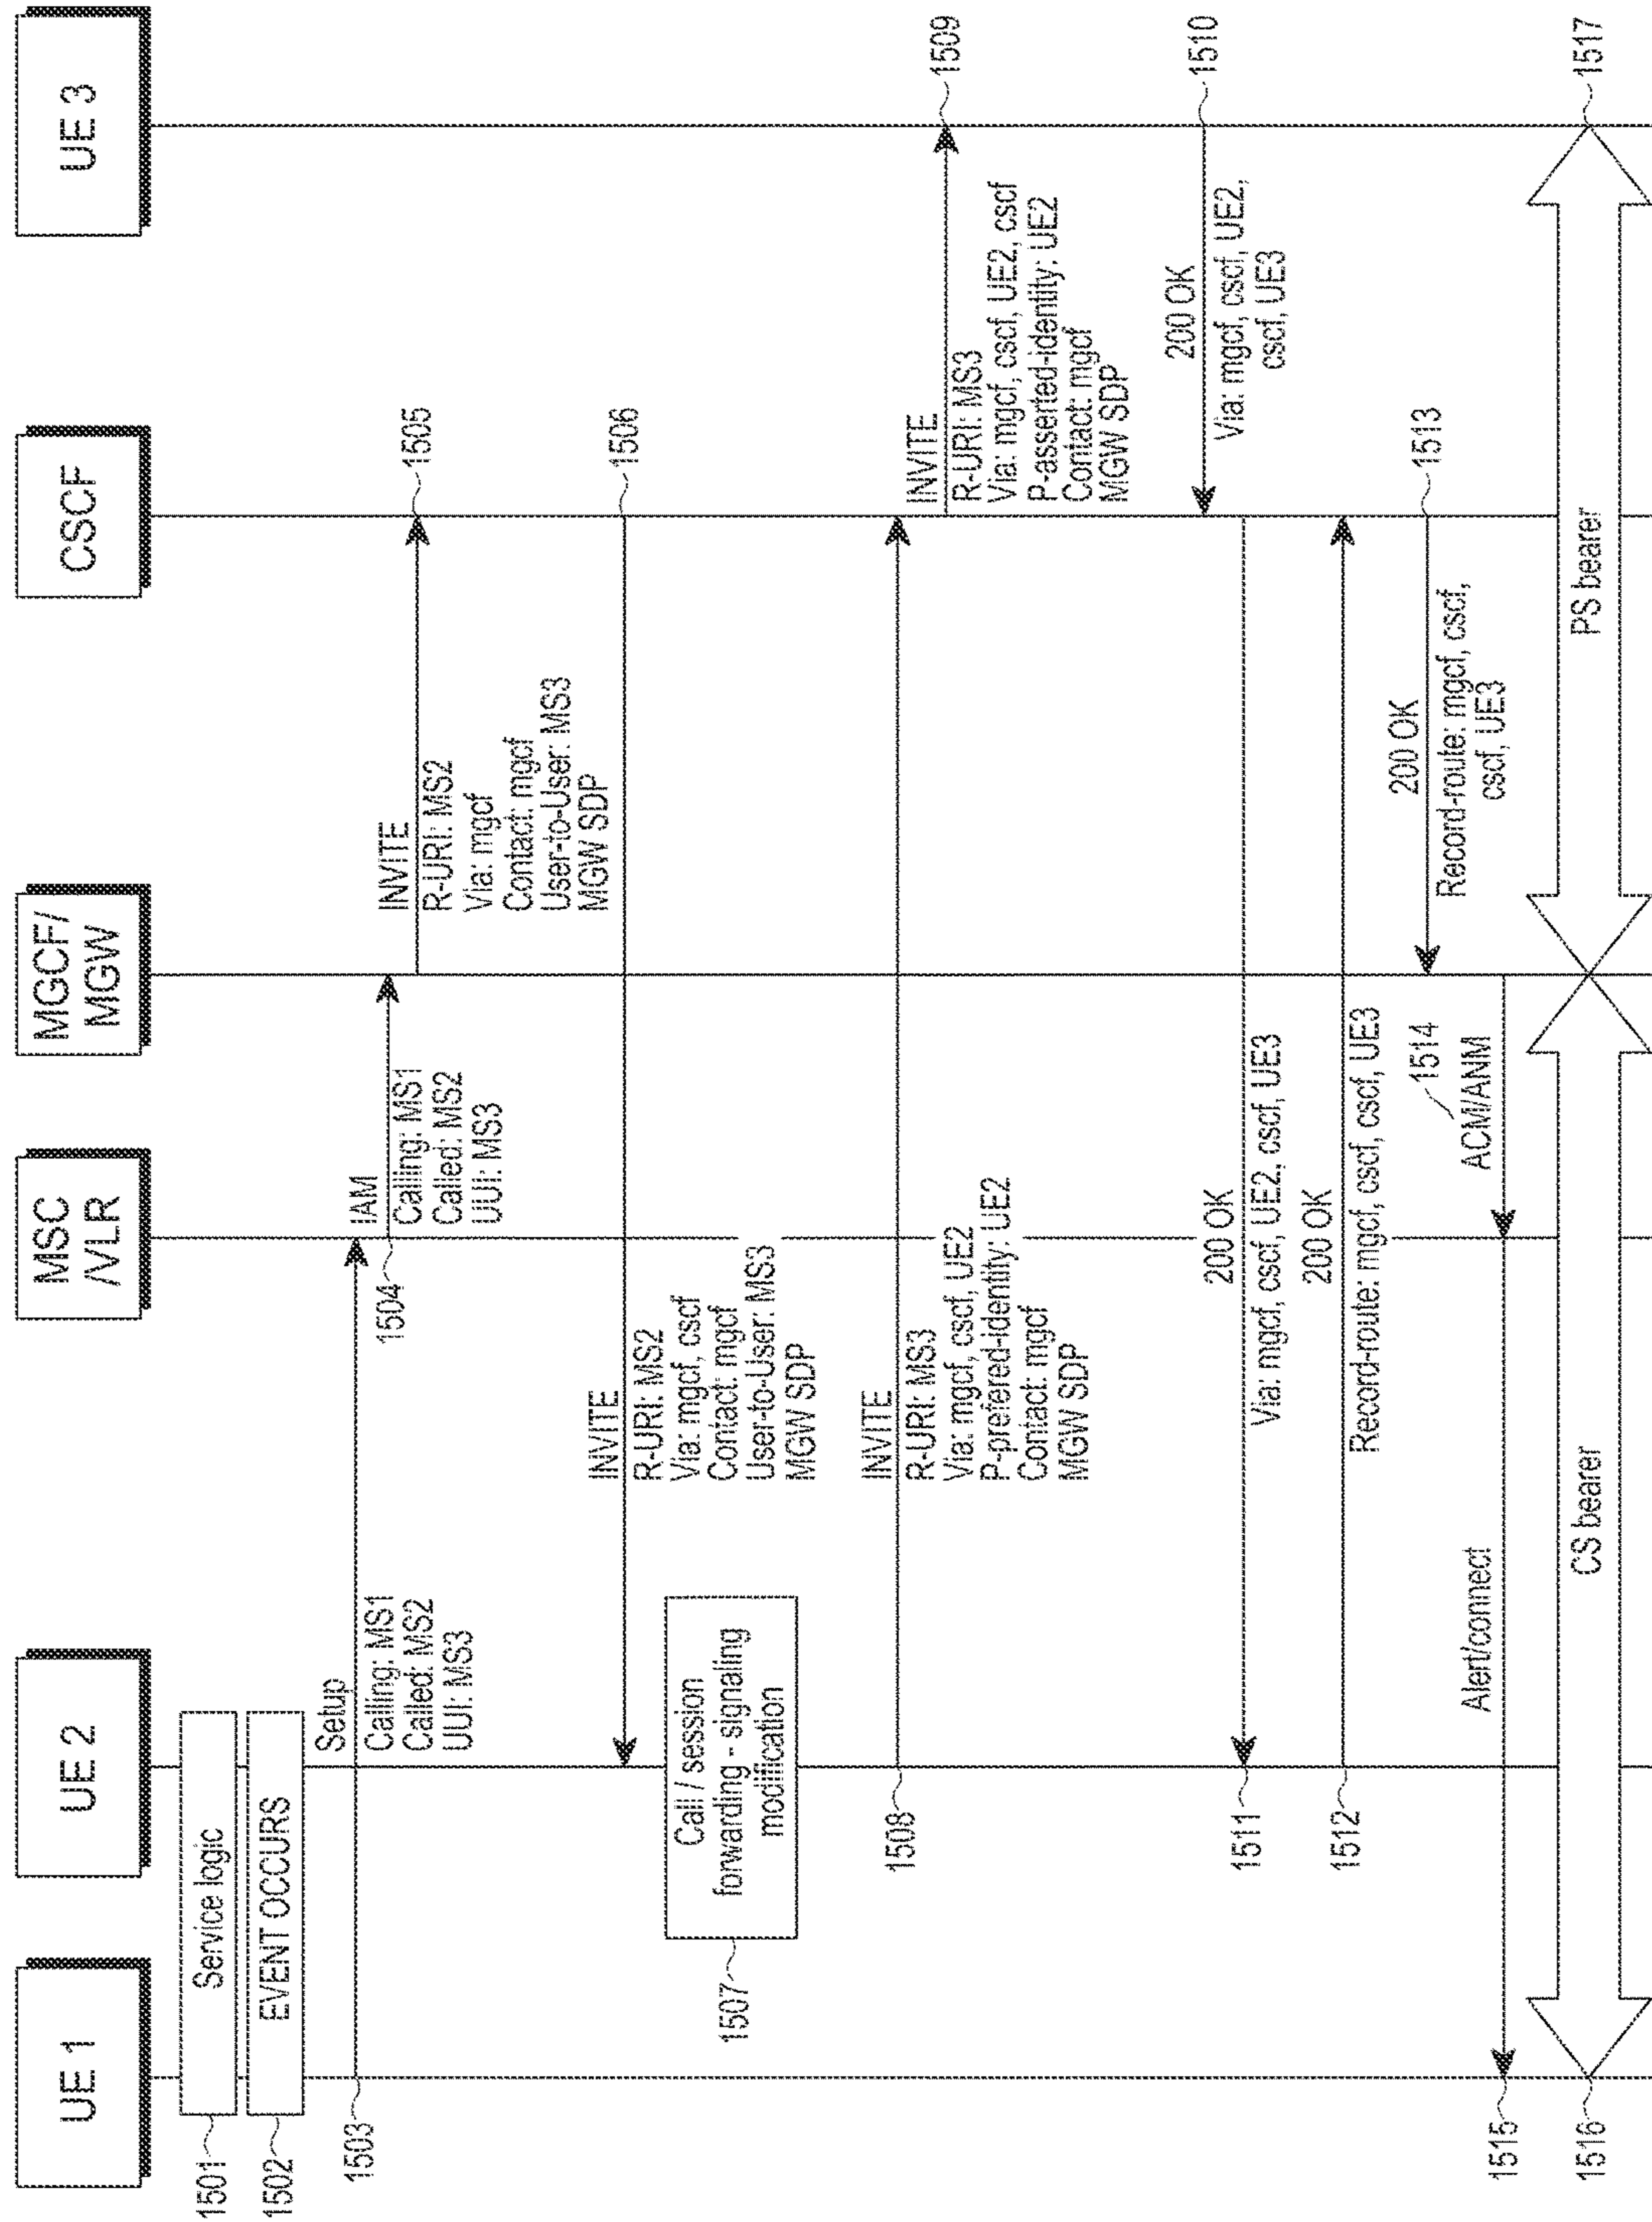 UE 1
UE 2
MSC
/VLR
MGCF/
MGW
CSCF
UE 3
1501
Service logic
1502
EVENT OCCURS
1503
Setup
Calling: MS1
Called: MS2
UUI: MS3
1504
IAM
Calling: MS1
Called: MS2
UUI: MS3
INVITE
R-URI: MS2
Via: mgcf
Contact: mgcf
User-to-User: MS3
MGW SDP
1505
INVITE
R-URI: MS2
Via: mgcf, cscf
Contact: mgcf
User-to-User: MS3
MGW SDP
1506
1507
Call / session
forwarding - signaling
modification
1508
INVITE
R-URI: MS3
Via: mgcf, cscf, UE2
P-prefered-identity: UE2
Contact: mgcf
MGW SDP
INVITE
R-URI: MS3
Via: mgcf, cscf, UE2, cscf
P-asserted-identity: UE2
Contact: mgcf
MGW SDP
1509
200 OK
Via: mgcf, cscf, UE2,
cscf, UE3
1510
1511
200 OK
Via: mgcf, cscf, UE2, cscf, UE3
1512
200 OK
Record-route: mgcf, cscf, cscf, UE3
200 OK
Record-route: mgcf, cscf,
cscf, UE3
1513
1514
ACM/ANM
1515
Alert/connect
1516
CS bearer
PS bearer
1517